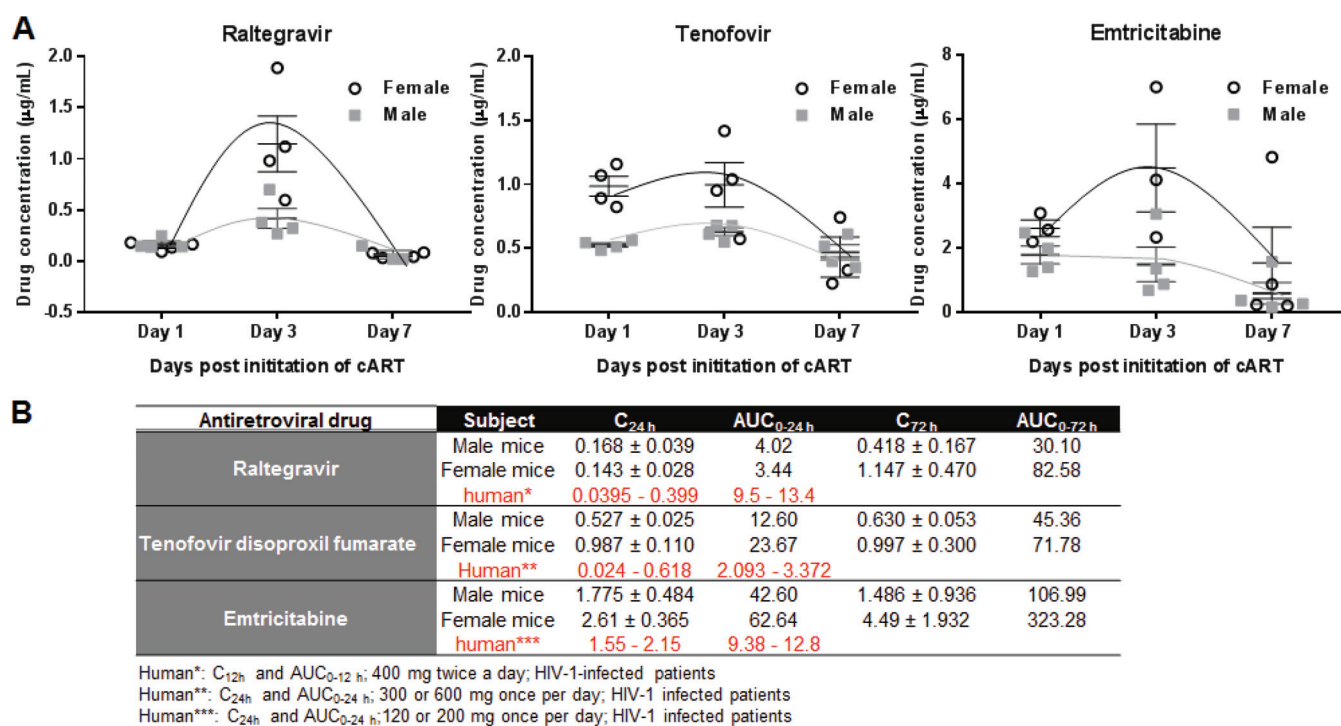 A
Raltegravir
Drug concentration (µg/mL)
2.0
1.5
1.0
0.5
0.0
-0.5
Female
Male
Day 1 Day 3 Day 7
Days post inititation of cART
Tenofovir
Drug concentration (µg/mL)
2.0
1.5
1.0
0.5
0.0
Female
Male
Day 1 Day 3 Day 7
Days post inititation of cART
Emtricitabine
Drug concentration (µg/mL)
8
6
4
2
0
Female
Male
Day 1 Day 3 Day 7
Days post inititation of cART
B
Antiretroviral drug Subject C24 h AUC0-24 h C72 h AUC0-72 h
Raltegravir
Male mice 0.168 ± 0.039 4.02 0.418 ± 0.167 30.10
Female mice 0.143 ± 0.028 3.44 1.147 ± 0.470 82.58
human* 0.0395 - 0.399 9.5 - 13.4
Tenofovir disoproxil fumarate
Male mice 0.527 ± 0.025 12.60 0.630 ± 0.053 45.36
Female mice 0.987 ± 0.110 23.67 0.997 ± 0.300 71.78
Human** 0.024 - 0.618 2.093 - 3.372
Emtricitabine
Male mice 1.775 ± 0.484 42.60 1.486 ± 0.936 106.99
Female mice 2.61 ± 0.365 62.64 4.49 ± 1.932 323.28
human*** 1.55 - 2.15 9.38 - 12.8
Human*: C12h and AUC0-12 h; 400 mg twice a day; HIV-1-infected patients
Human**: C24h and AUC0-24 h; 300 or 600 mg once per day; HIV-1 infected patients
Human***: C24h and AUC0-24 h;120 or 200 mg once per day; HIV-1 infected patients